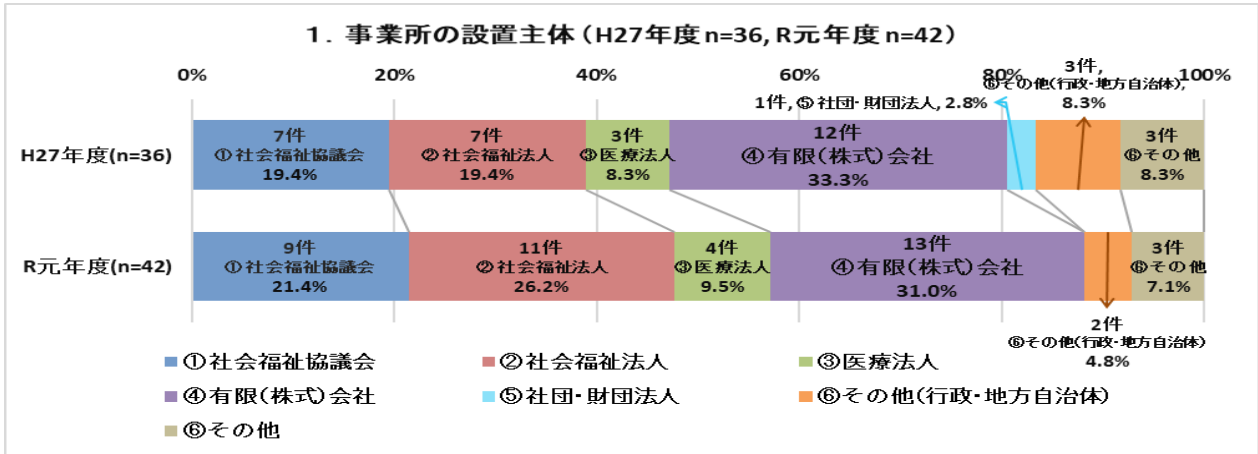 1．事業所の設置主体（H27年度n=36, R元年度n=42）
0%
20%
40%
60%
80%
100%
1件, ⑤社団・財団法人, 2.8%
3件,
⑥その他(行政・地方自治体),
8.3%
H27年度(n=36)
7件
①社会福祉協議会
19.4%
7件
②社会福祉法人
19.4%
3件
③医療法人
8.3%
12件
④有限(株式)会社
33.3%
3件
⑥その他
8.3%
R元年度(n=42)
9件
①社会福祉協議会
21.4%
11件
②社会福祉法人
26.2%
4件
③医療法人
9.5%
13件
④有限(株式)会社
31.0%
3件
⑥その他
7.1%
2件
⑥その他(行政・地方自治体)
4.8%
①社会福祉協議会
②社会福祉法人
③医療法人
④有限(株式)会社
⑤社団・財団法人
⑥その他(行政・地方自治体)
⑥その他